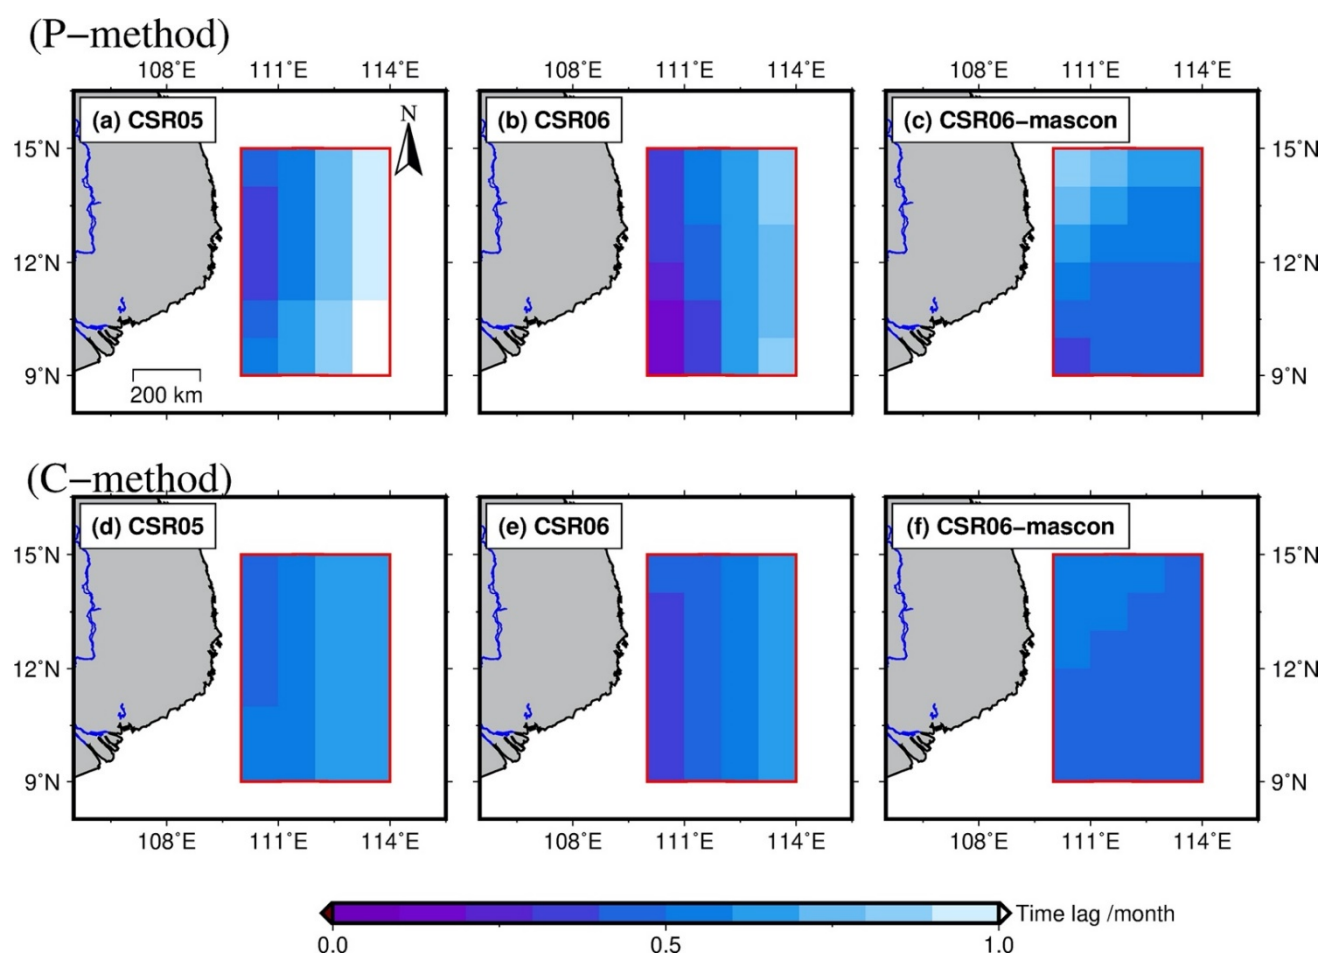 (P−method)
108˚E 111˚E 114˚E 108˚E 111˚E 114˚E 108˚E 111˚E 114˚E
(a) CSR05 N (b) CSR06 (c) CSR06−mascon
15˚N 15˚N
12˚N 12˚N
9˚N 9˚N
200 km
(C−method)
(d) CSR05 (e) CSR06 (f) CSR06−mascon
15˚N 15˚N
12˚N 12˚N
9˚N 9˚N
108˚E 111˚E 114˚E 108˚E 111˚E 114˚E 108˚E 111˚E 114˚E
Time lag /month
0.0 0.5 1.0